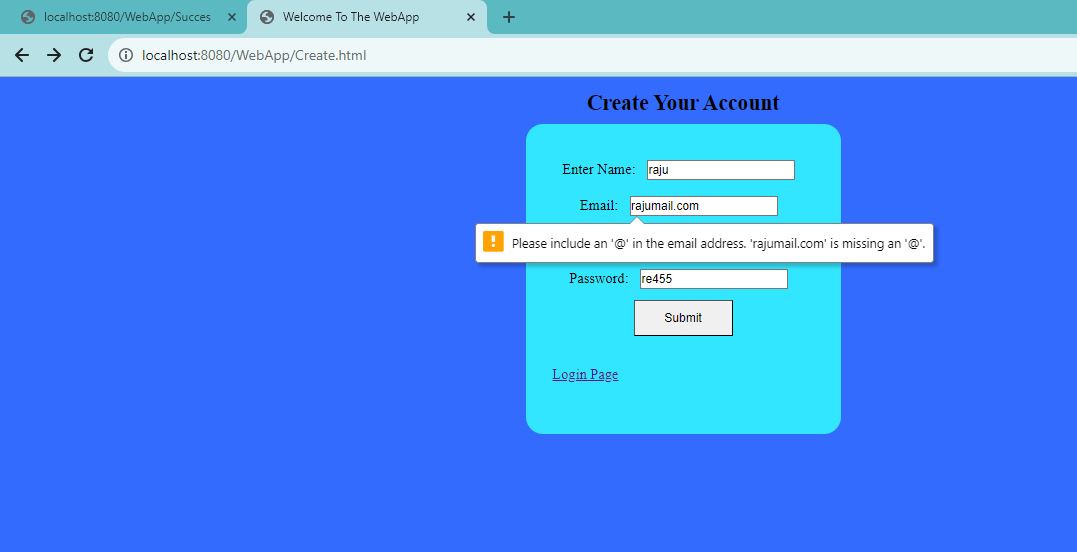 localhost:8080/WebApp/Succes
Welcome To The WebApp
localhost:8080/WebApp/Create.html
Create Your Account
Enter Name: raju
Email: rajumail.com
Please include an '@' in the email address. 'rajumail.com' is missing an '@'.
Password: re455
Submit
Login Page